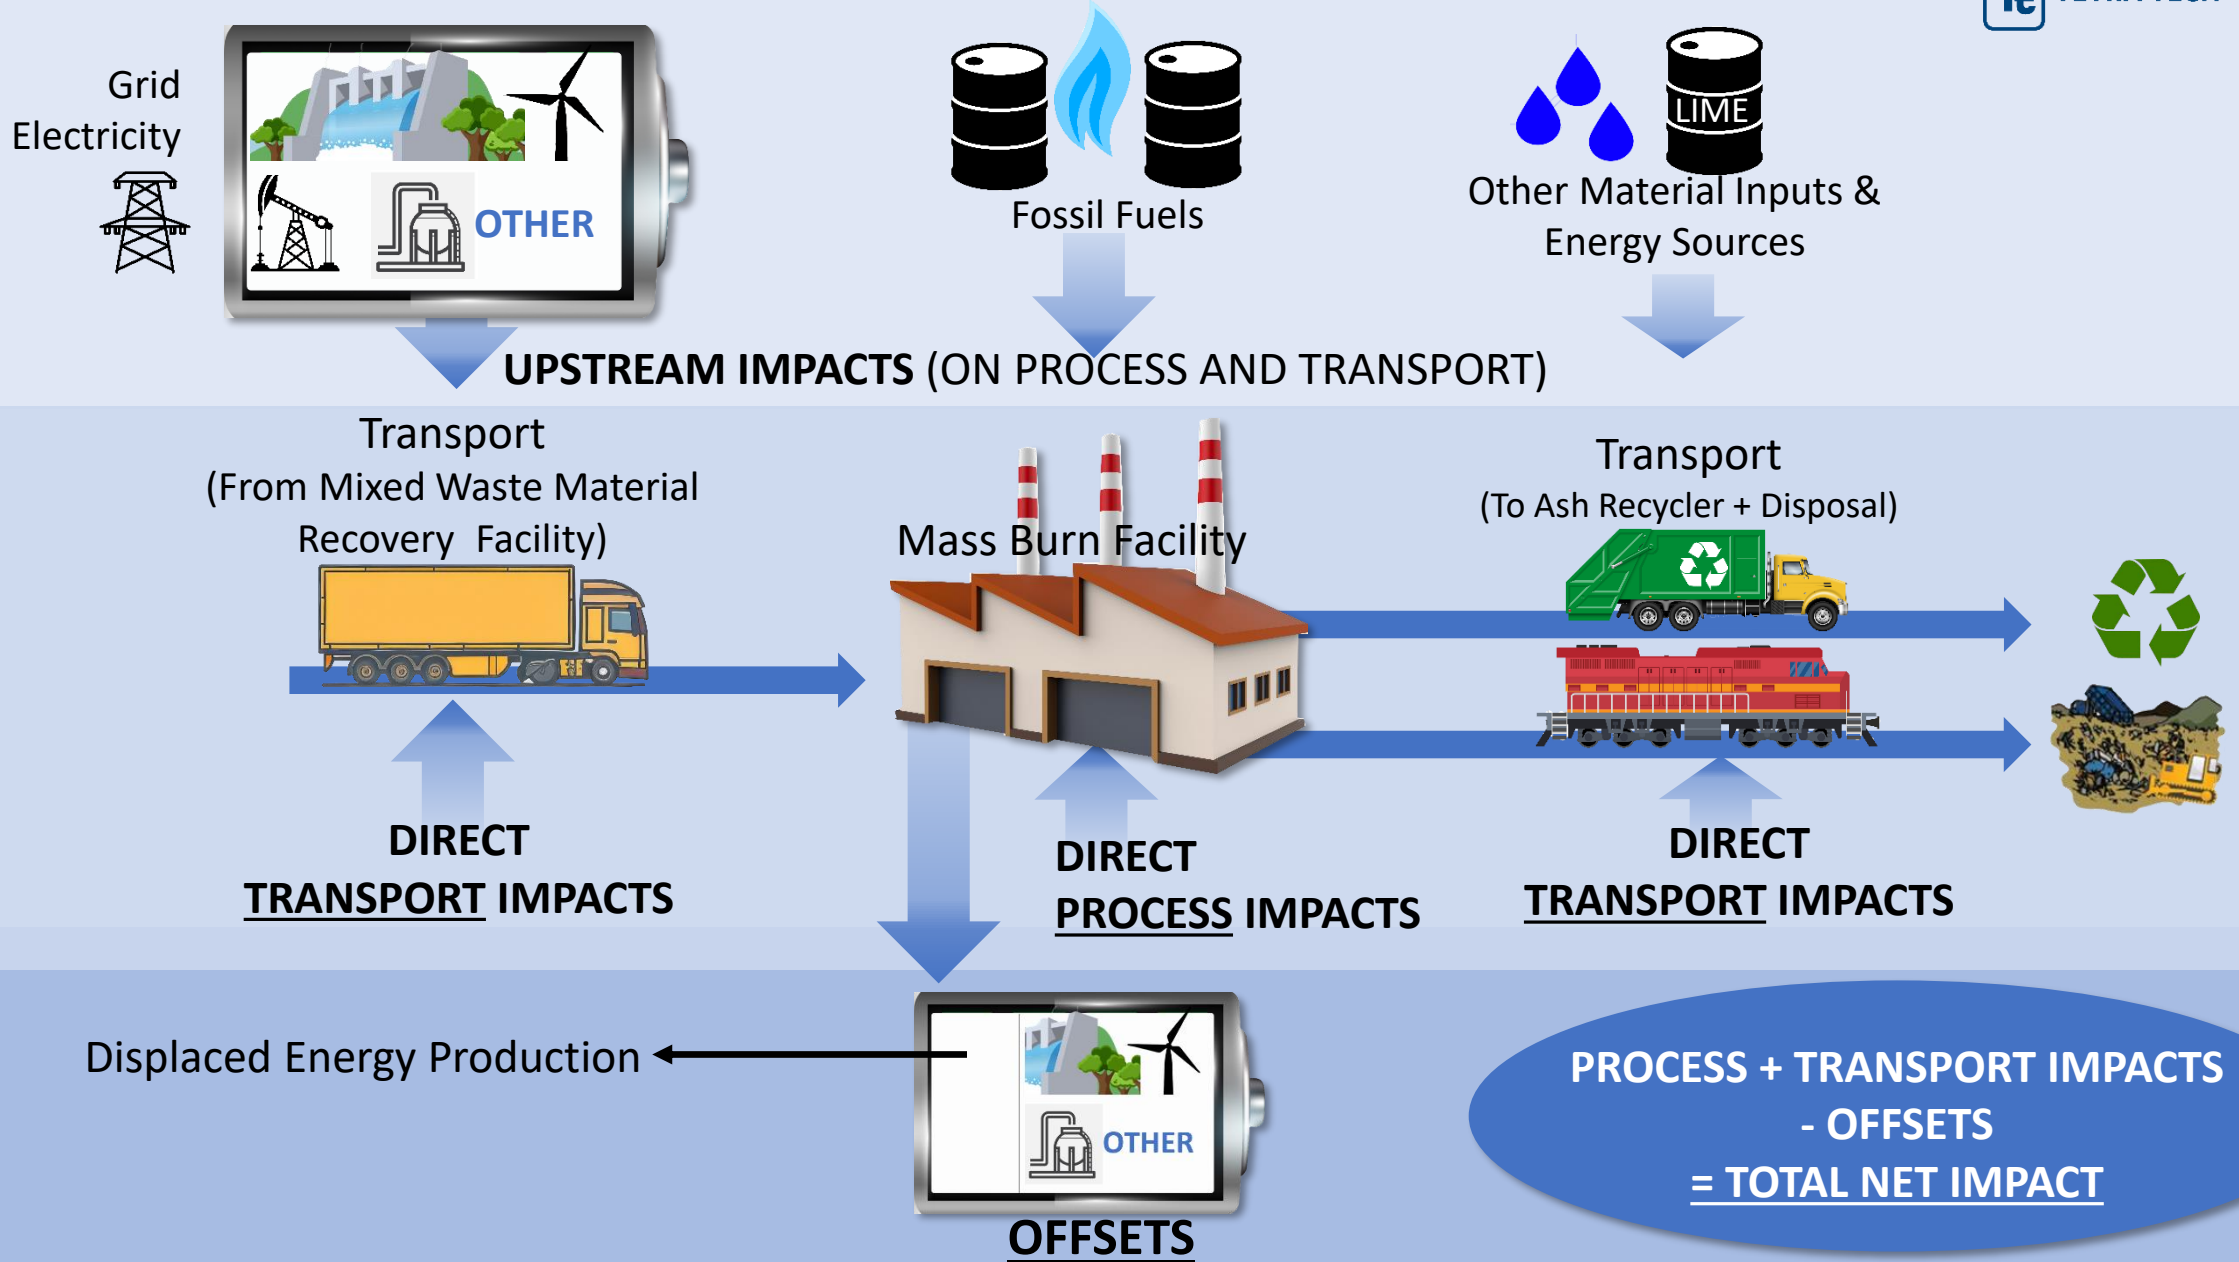 Grid
Electricity
OTHER
Fossil Fuels
LIME
Other Material Inputs &
Energy Sources
UPSTREAM IMPACTS (ON PROCESS AND TRANSPORT)
Transport
(From Mixed Waste Material
Recovery Facility)
Mass Burn Facility
Transport
(To Ash Recycler + Disposal)
DIRECT
TRANSPORT IMPACTS
DIRECT
PROCESS IMPACTS
DIRECT
TRANSPORT IMPACTS
Displaced Energy Production
OTHER
OFFSETS
PROCESS + TRANSPORT IMPACTS
- OFFSETS
= TOTAL NET IMPACT